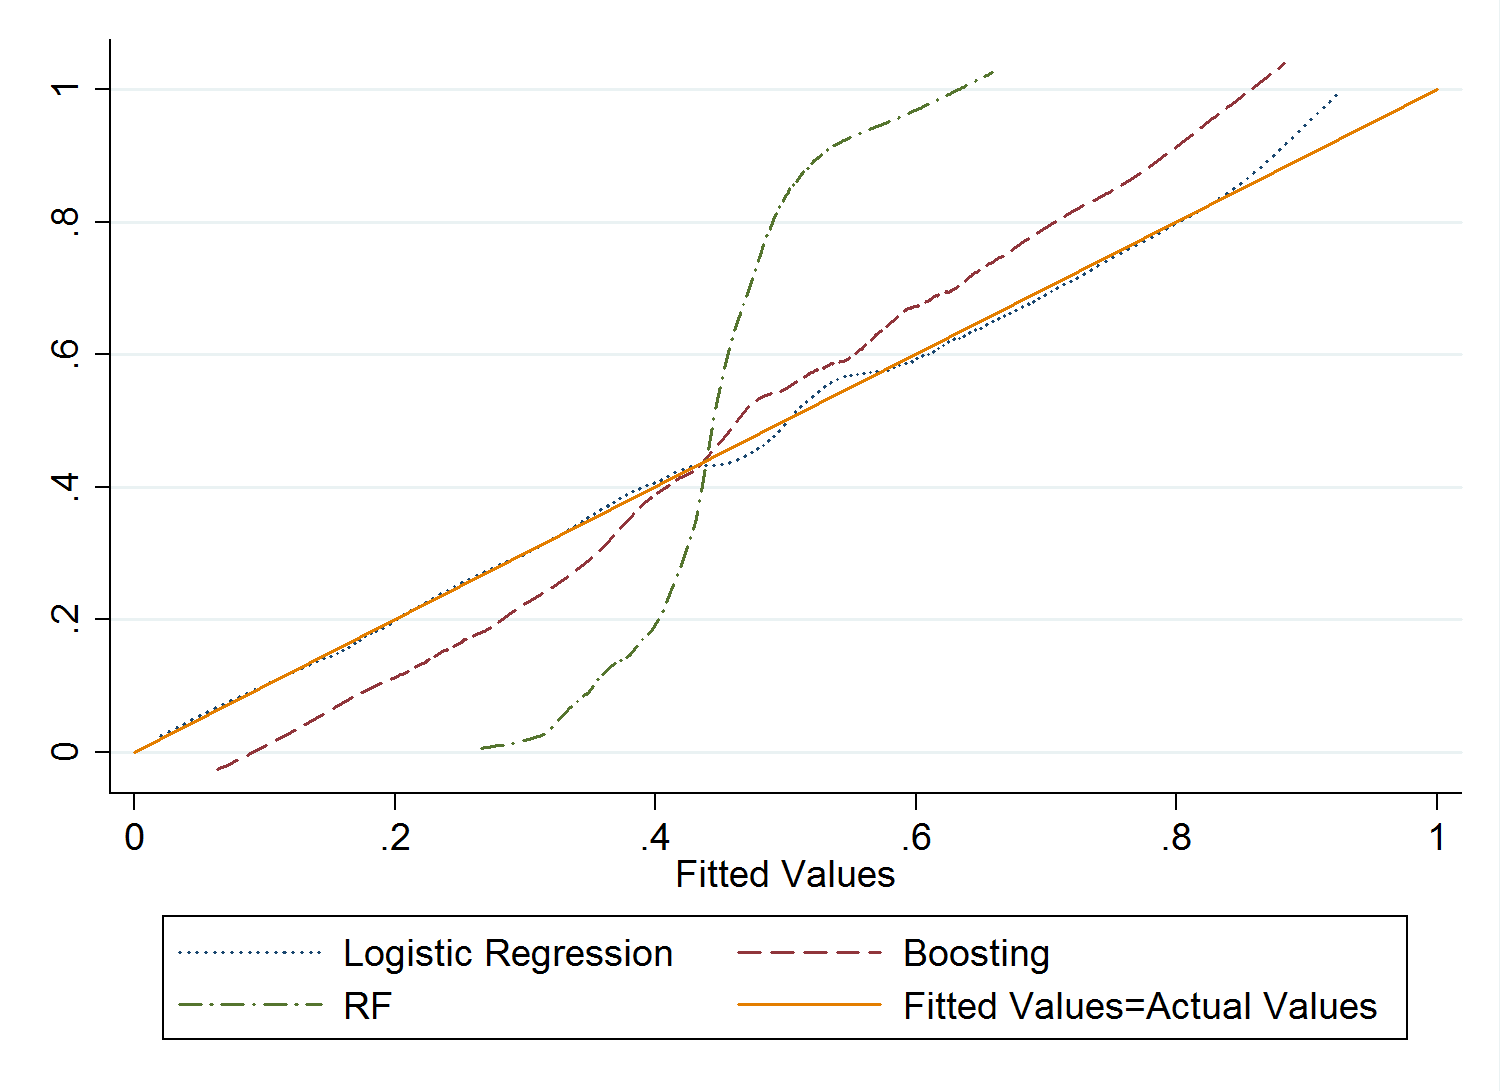 1
.8
.6
.4
.2
0
0 .2 .4 .6 .8 1
Fitted Values
Logistic Regression Boosting
RF Fitted Values=Actual Values